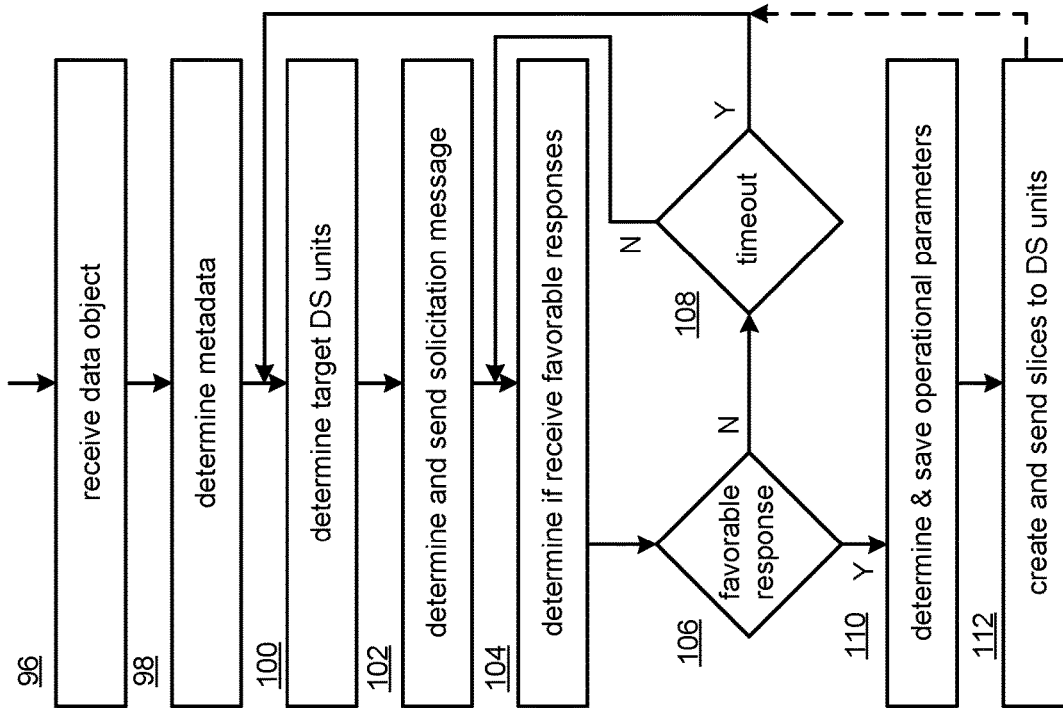 96
receive data object
98
determine metadata
100
determine target DS units
102
determine and send solicitation message
104
determine if receive favorable responses
106
favorable
response
N
Y
108
timeout
N
Y
110
determine & save operational parameters
112
create and send slices to DS units